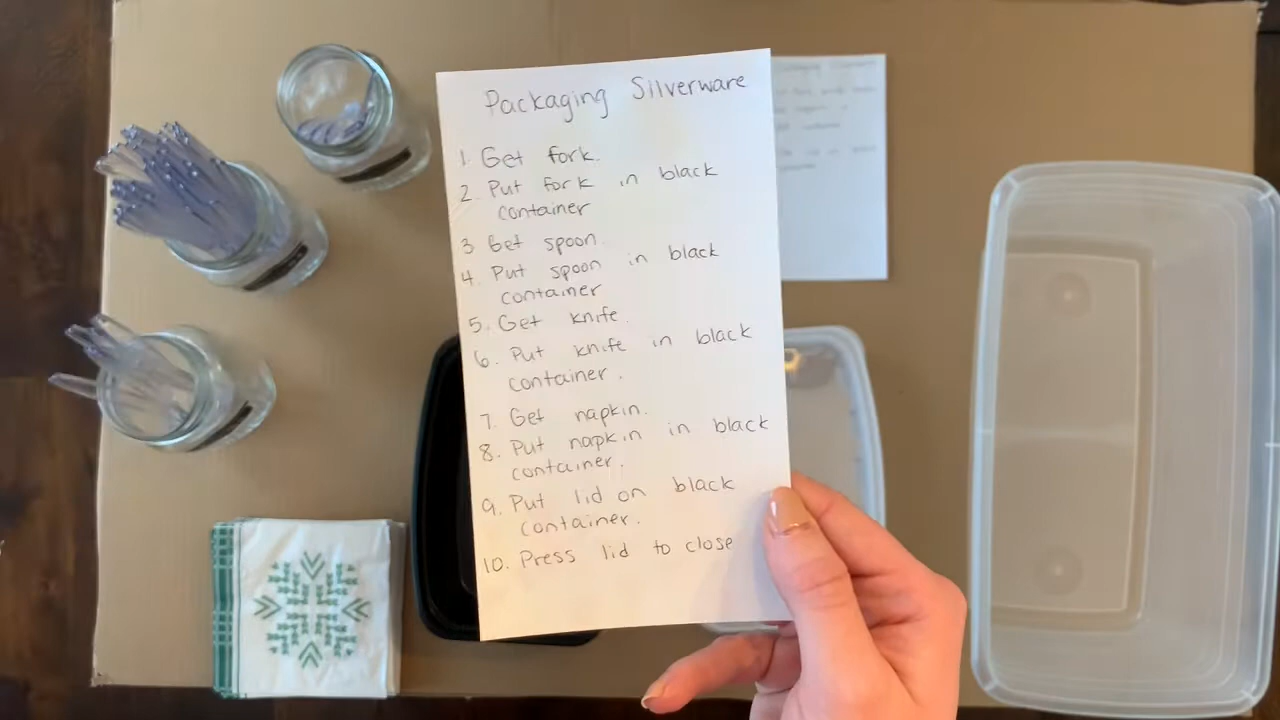 Packaging Silverware
1. Get fork.
2. Put fork in black
container
3 Get spoon.
4. Put spoon in black
container
5. Get knife.
6. Put knife in black
container.
7. Get napkin.
8. Put napkin in black
container.
9. Put lid on black
container.
10. Press lid to close